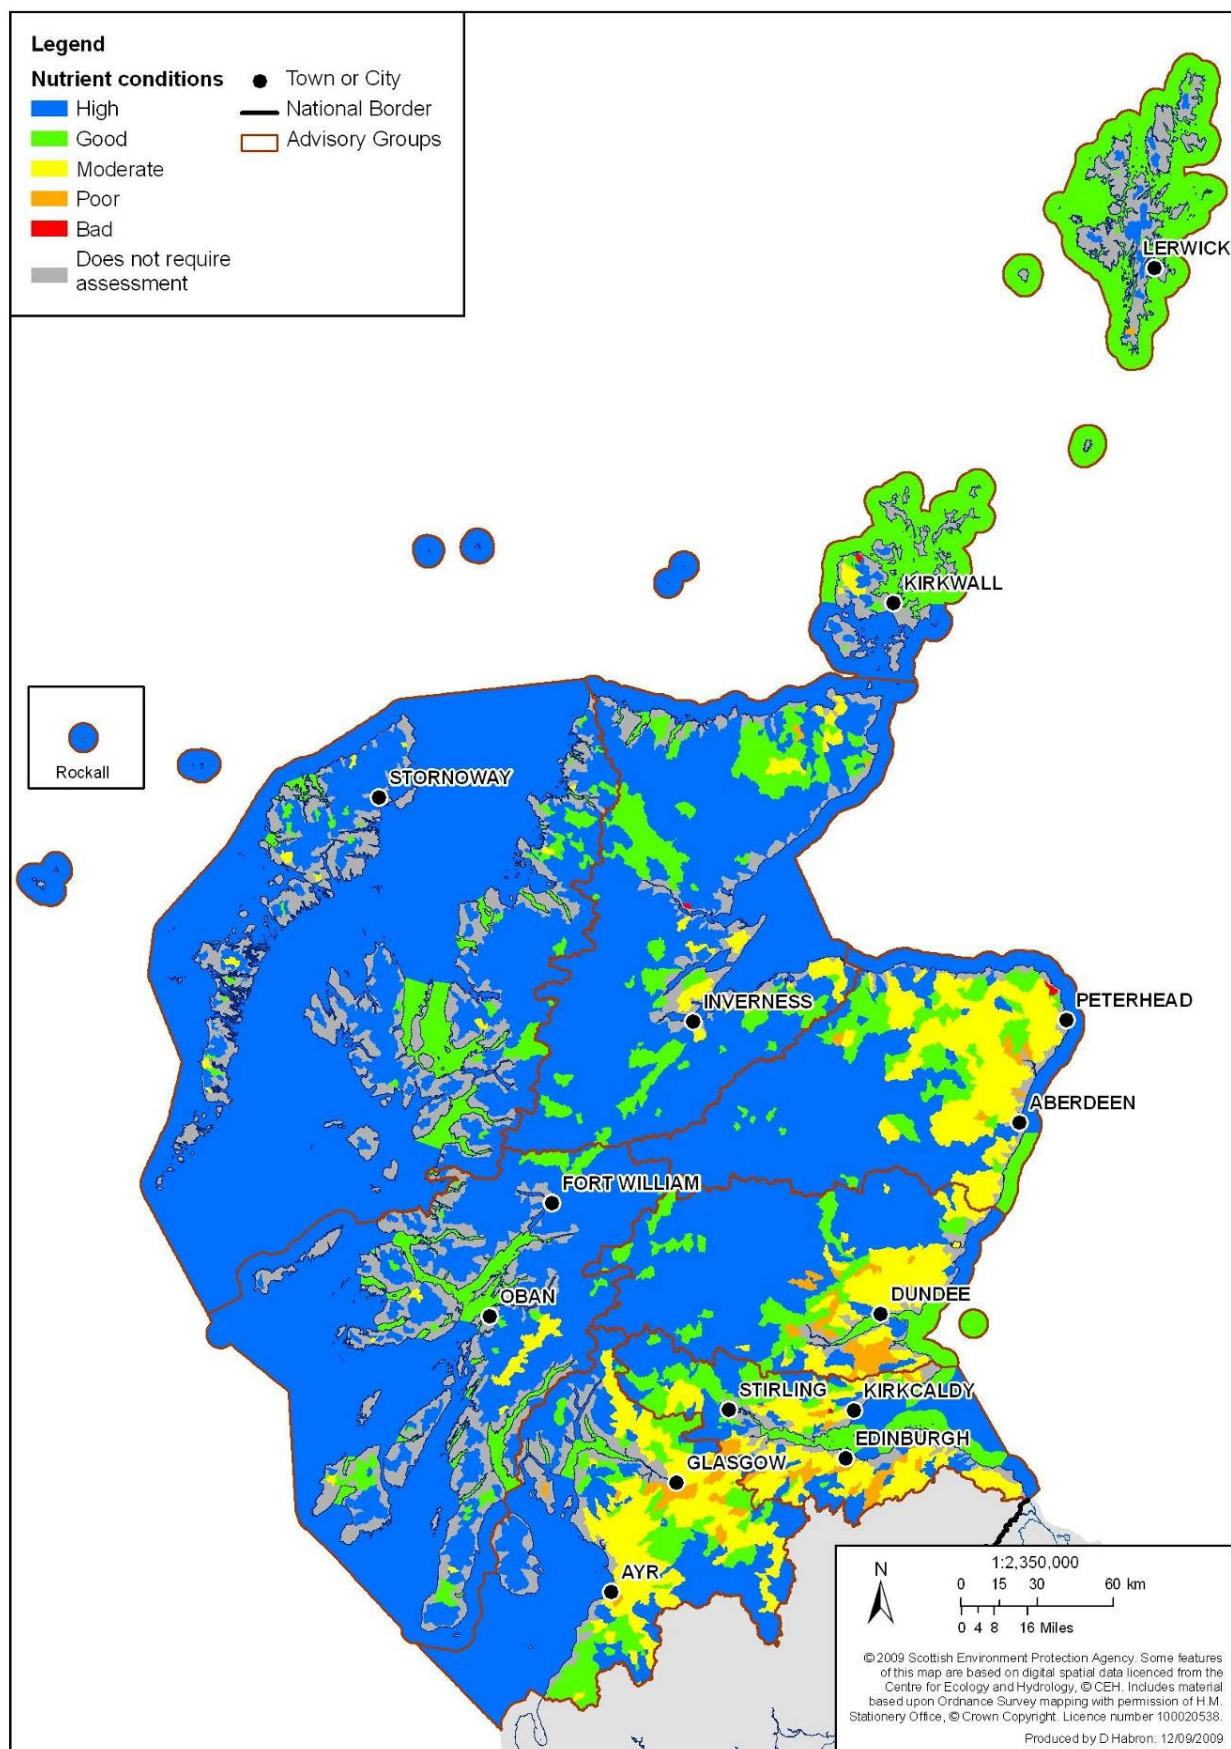 Legend
Nutrient conditions
High
Good
Moderate
Poor
Bad
Does not require
assessment
Town or City
National Border
Advisory Groups
LERWICK
KIRKWALL
Rockall
STORNOWAY
INVERNESS
PETERHEAD
ABERDEEN
FORT WILLIAM
OBAN
DUNDEE
STIRLING
KIRKCALDY
EDINBURGH
GLASGOW
AYR
N
1:2,350,000
0 15 30 60 km
0 4 8 16 Miles
© 2009 Scottish Environment Protection Agency. Some features
of this map are based on digital spatial data licenced from the
Centre for Ecology and Hydrology, © CEH. Includes material
based upon Ordnance Survey mapping with permission of H.M.
Stationery Office, © Crown Copyright. Licence number 100020538.
Produced by D Habron: 12/09/2009